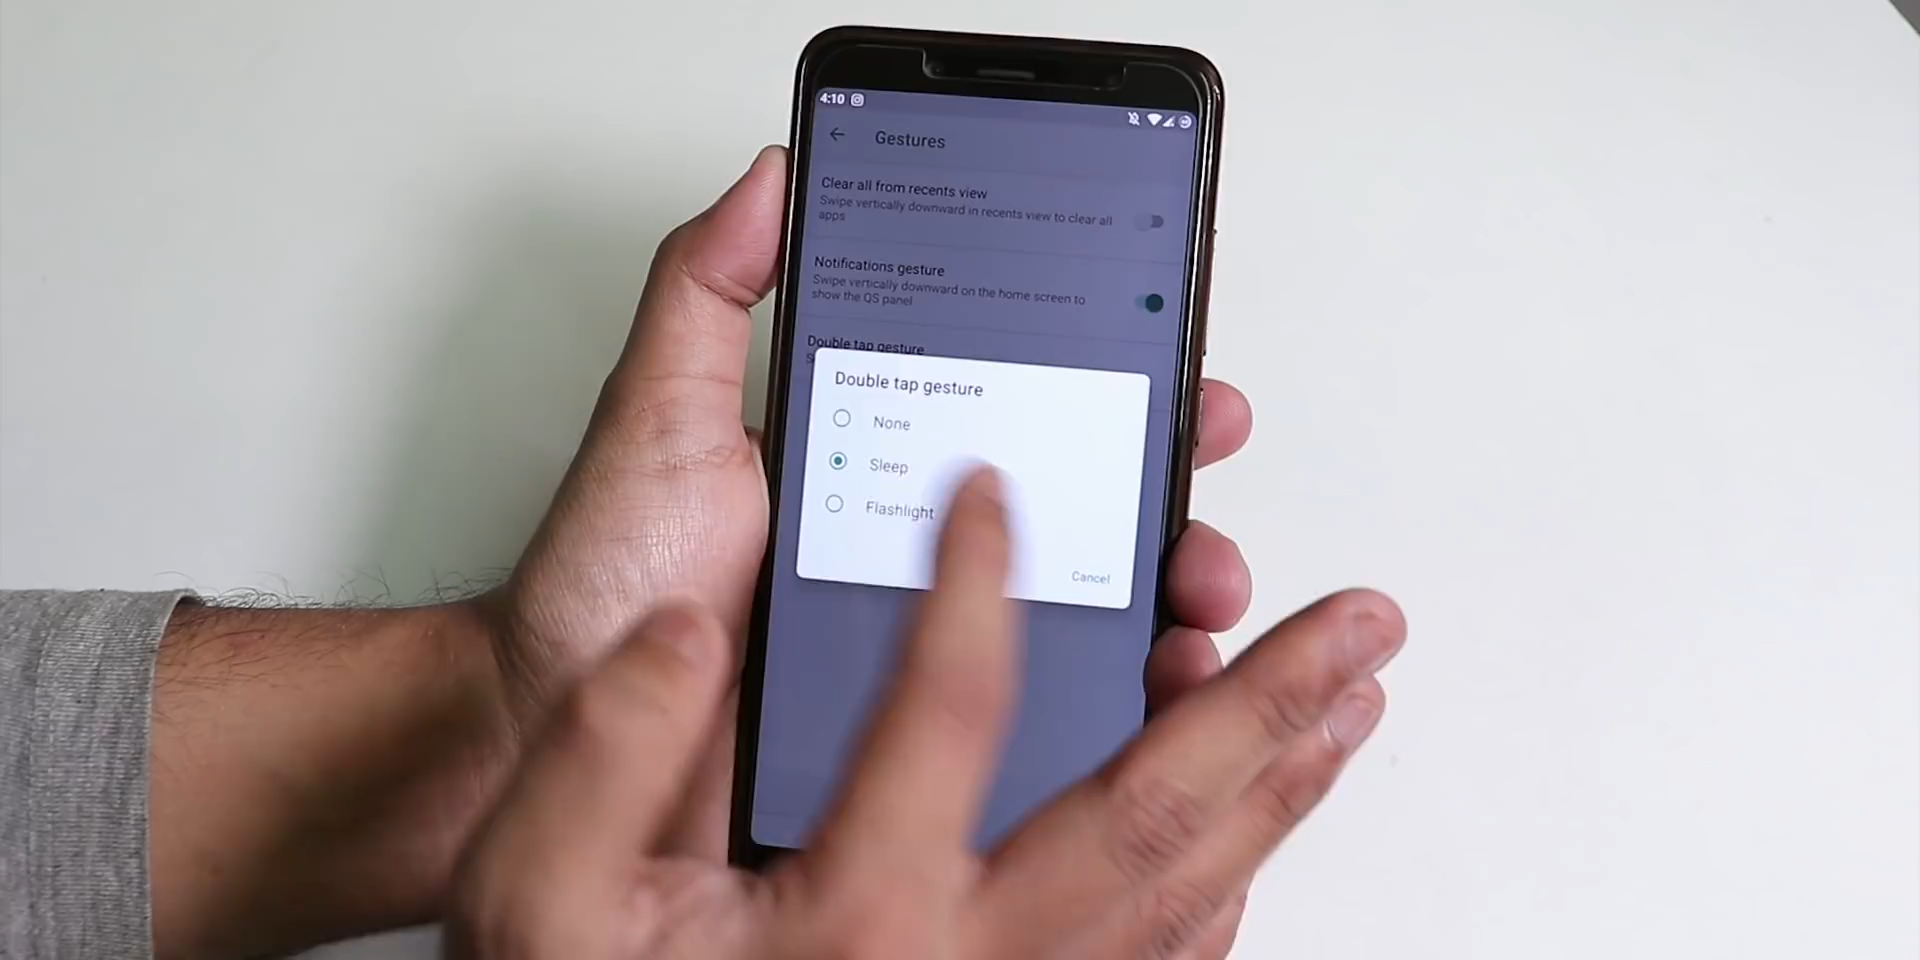 4:10
Gestures
Clear all from recents view
Swipe vertically downward in recents view to clear all
apps
Notifications gesture
Swipe vertically downward on the home screen to
show the QS panel
Double tap gesture
Double tap gesture
None
Sleep
Flashlight
Cancel